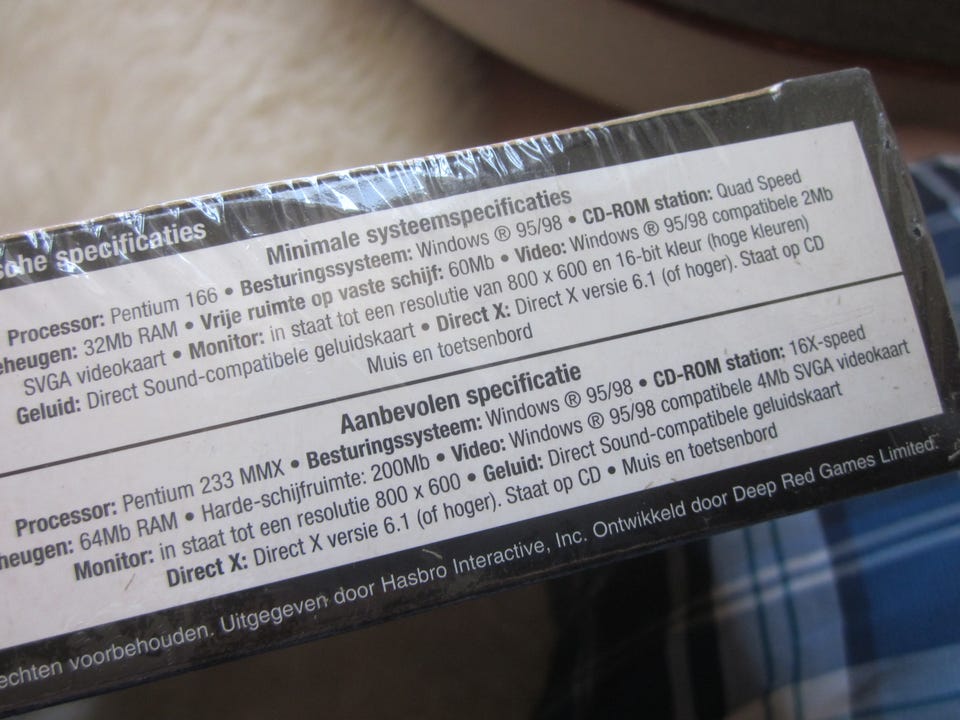 sche specificaties
Minimale systeemspecificaties
Processor: Pentium 166 • Besturingssysteem: Windows ® 95/98 • CD-ROM station: Quad Speed
eheugen: 32Mb RAM • Vrije ruimte op vaste schijf: 60Mb • Video: Windows ® 95/98 compatibele 2Mb
SVGA videokaart • Monitor: in staat tot een resolutie van 800 x 600 en 16-bit kleur (hoge kleuren)
Geluid: Direct Sound-compatibele geluidskaart • Direct X: Direct X versie 6.1 (of hoger). Staat op CD
Muis en toetsenbord
Aanbevolen specificatie
Processor: Pentium 233 MMX • Besturingssysteem: Windows ® 95/98 • CD-ROM station: 16X-speed
eheugen: 64Mb RAM • Harde-schijfruimte: 200Mb • Video: Windows ® 95/98 compatibele 4Mb SVGA videokaart
Monitor: in staat tot een resolutie 800 x 600 • Geluid: Direct Sound-compatibele geluidskaart
Direct X: Direct X versie 6.1 (of hoger). Staat op CD • Muis en toetsenbord
echten voorbehouden. Uitgegeven door Hasbro Interactive, Inc. Ontwikkeld door Deep Red Games Limited.